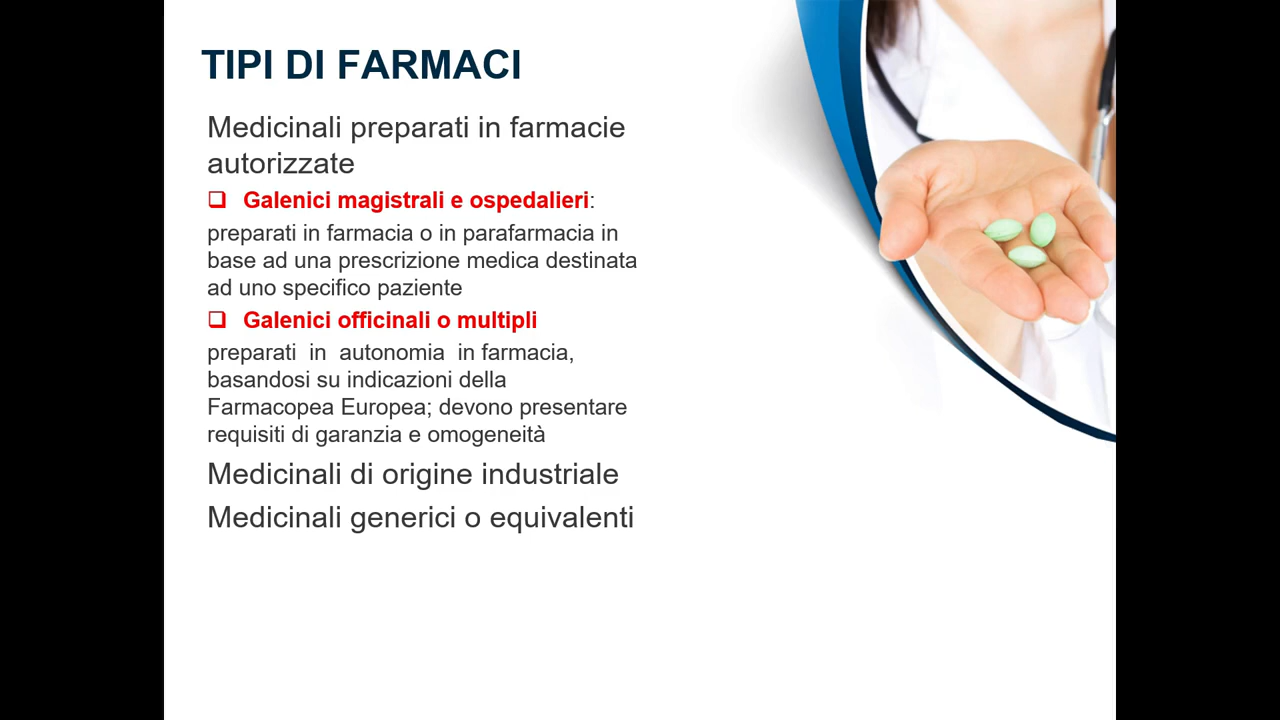 TIPI DI FARMACI
Medicinali preparati in farmacie
autorizzate
❑ Galenici magistrali e ospedalieri:
preparati in farmacia o in parafarmacia in
base ad una prescrizione medica destinata
ad uno specifico paziente
❑ Galenici officinali o multipli
preparati in autonomia in farmacia,
basandosi su indicazioni della
Farmacopea Europea; devono presentare
requisiti di garanzia e omogeneità
Medicinali di origine industriale
Medicinali generici o equivalenti